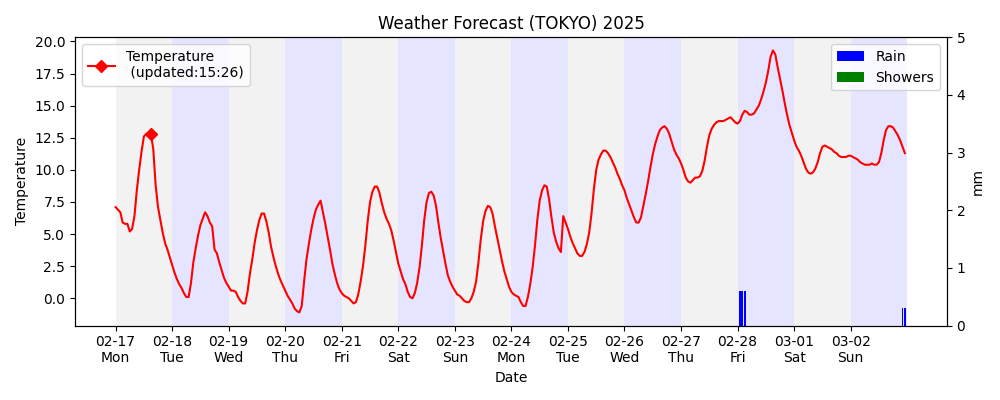 Weather Forecast (TOKYO) 2025
Temperature
(updated:15:26)
Rain
Showers
20.0
17.5
15.0
12.5
10.0
7.5
5.0
2.5
0.0
Temperature
5
4
3
2
1
0
mm
02-17 02-18 02-19 02-20 02-21 02-22 02-23 02-24 02-25 02-26 02-27 02-28 03-01 03-02
Mon Tue Wed Thu Fri Sat Sun Mon Tue Wed Thu Fri Sat Sun
Date